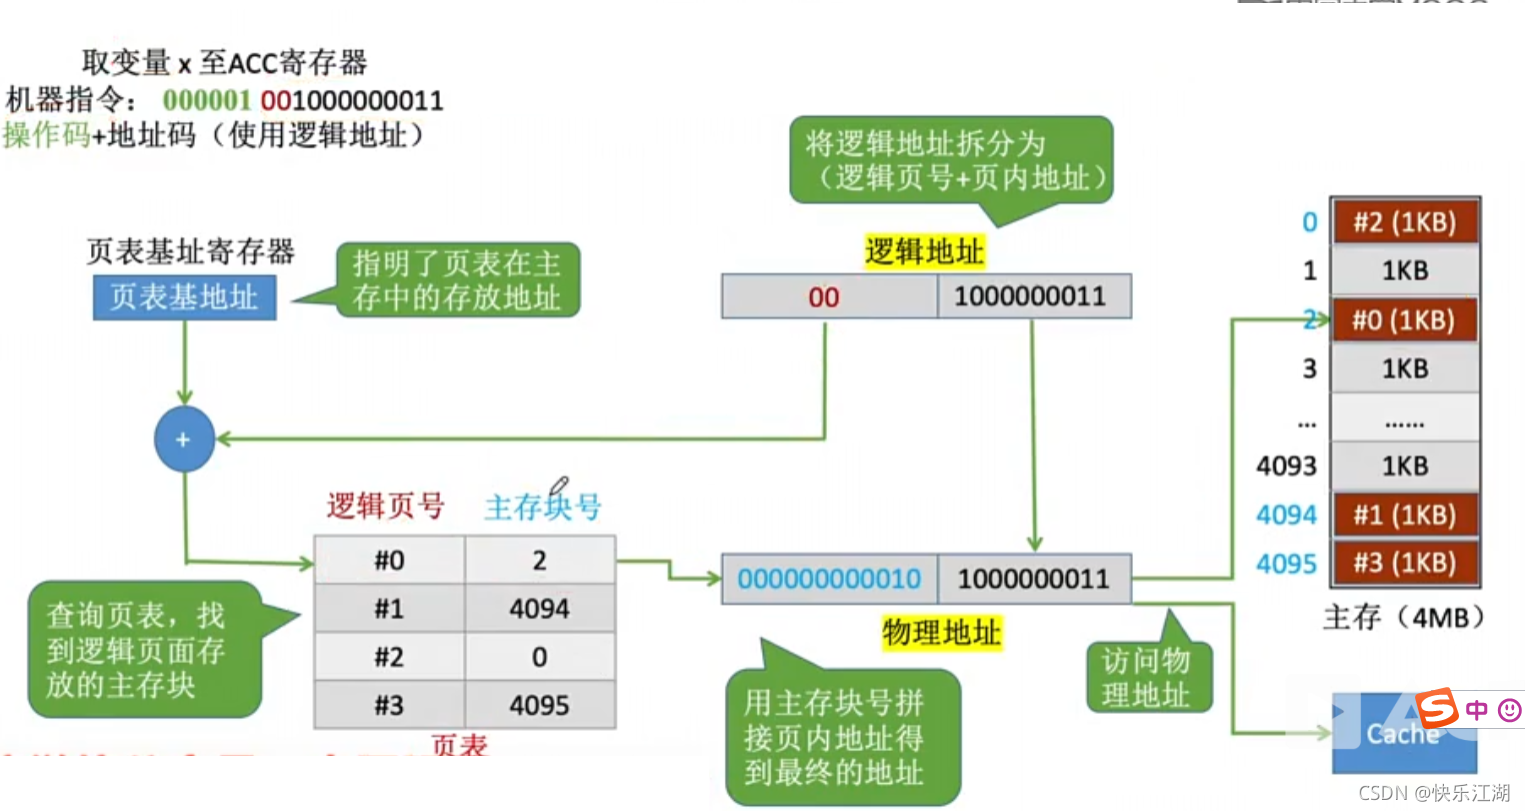 取变量 x 至ACC寄存器
机器指令： 000001 001000000011
操作码+地址码（使用逻辑地址）
将逻辑地址拆分为
（逻辑页号+页内地址）
页表基址寄存器
页表基地址
指明了页表在主
存中的存放地址
逻辑地址
00 1000000011
+
逻辑页号 主存块号
#0 2
#1 4094
#2 0
#3 4095
页表
查询页表，找
到逻辑页面存
放的主存块
000000000010 1000000011
物理地址
用主存块号拼
接页内地址得
到最终的地址
访问物
理地址
0 #2 (1KB)
1 1KB
2 #0 (1KB)
3 1KB
... ......
4093 1KB
4094 #1 (1KB)
4095 #3 (1KB)
主存（4MB）
Cache
中
CSDN @快乐江湖